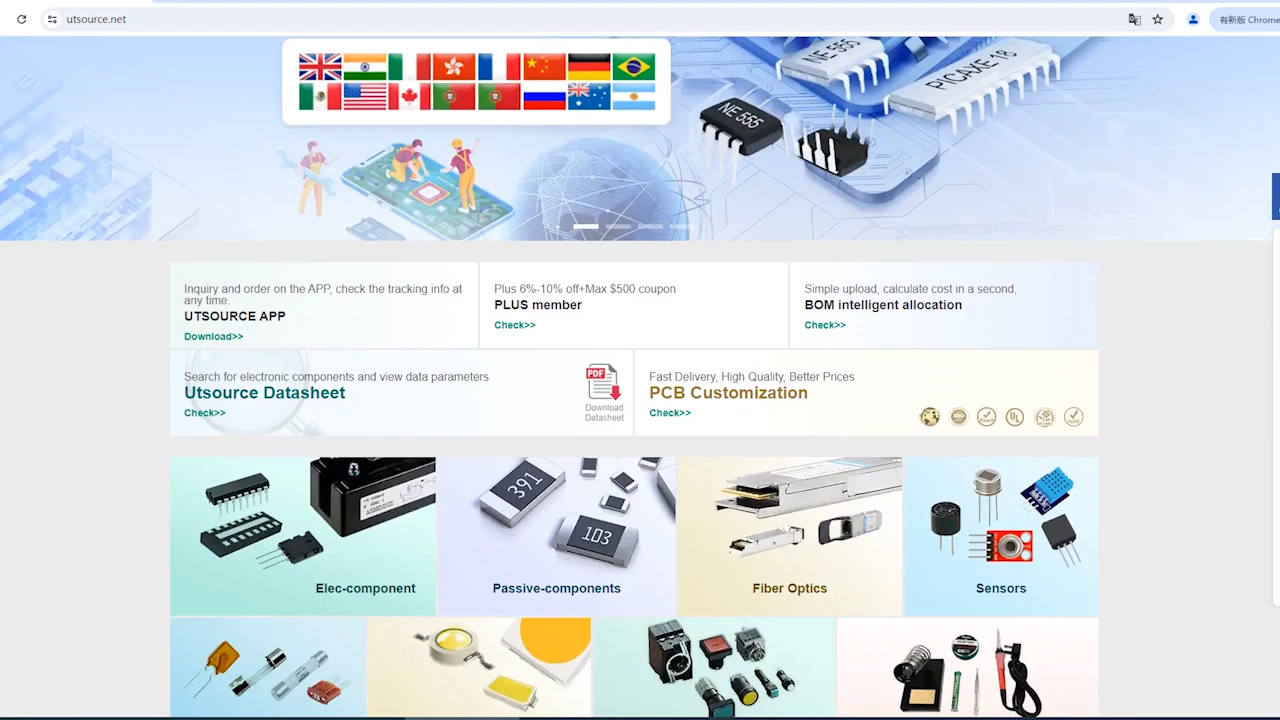 utsource.net
有新版 Chrome
NE 555
PICAXE-18
NE 555
Inquiry and order on the APP, check the tracking info at
any time.
UTSOURCE APP
Download>>
Plus 6%-10% off+Max $500 coupon
PLUS member
Check>>
Simple upload, calculate cost in a second,
BOM intelligent allocation
Check>>
Search for electronic components and view data parameters
Utsource Datasheet
Check>>
PDF
Download
Datasheet
Fast Delivery, High Quality, Better Prices
PCB Customization
Check>>
UL
391
103
Elec-component
Passive-components
Fiber Optics
Sensors